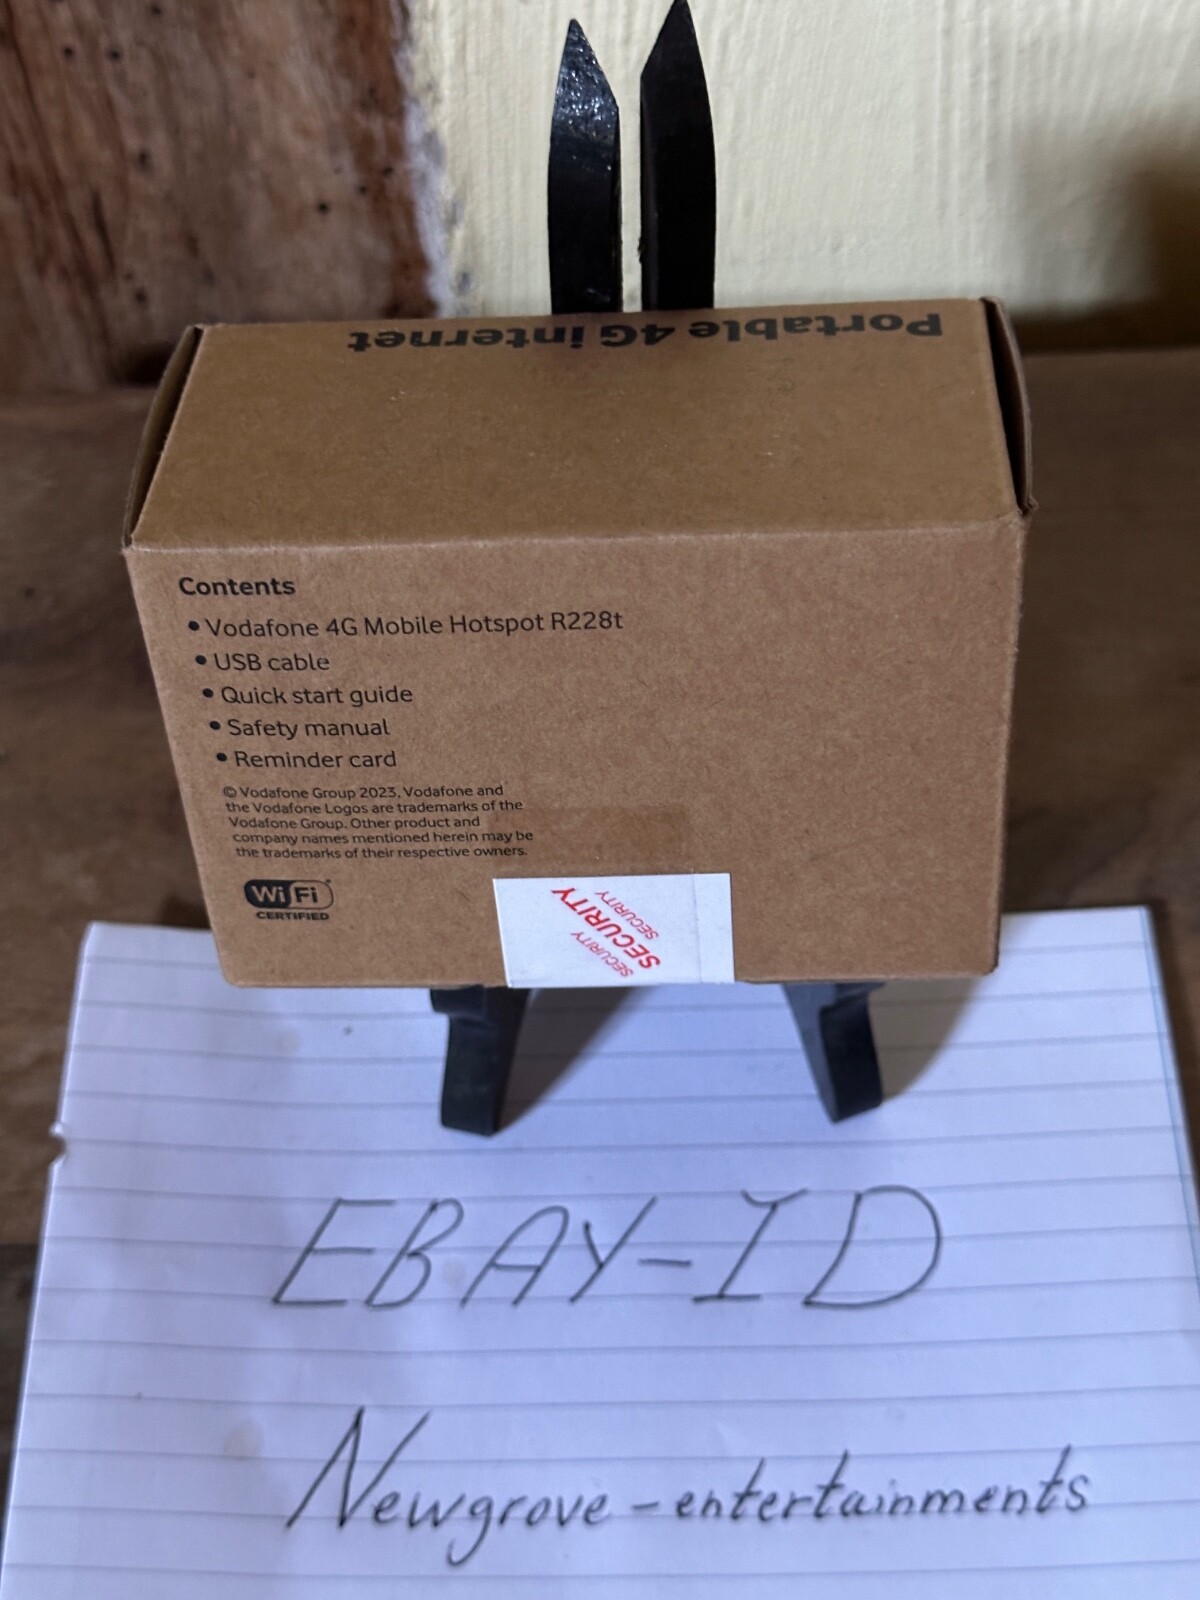 Portable 4G internet
Contents
• Vodafone 4G Mobile Hotspot R228t
• USB cable
• Quick start guide
• Safety manual
• Reminder card
© Vodafone Group 2023, Vodafone and
the Vodafone Logos are trademarks of the
Vodafone Group. Other product and
company names mentioned herein may be
the trademarks of their respective owners.
Wi Fi
CERTIFIED
SECURITY
SECURITY
SECURITY
EBAY-ID
Newgrove-entertainments